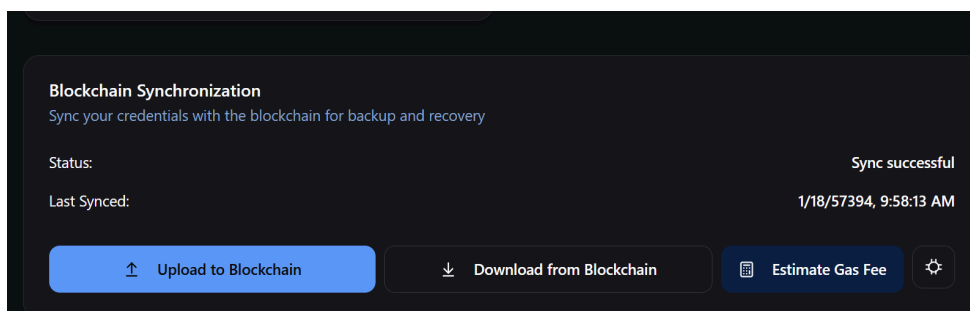 Blockchain Synchronization
Sync your credentials with the blockchain for backup and recovery
Status: Sync successful
Last Synced: 1/18/57394, 9:58:13 AM
Upload to Blockchain Download from Blockchain Estimate Gas Fee